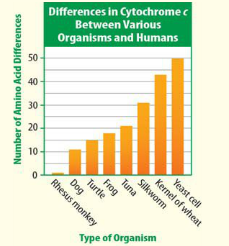 Differences in Cytochrome c
Between Various
Organisms and Humans
Number of Amino Acid Differences
50
40
30
20
10
0
Rhesus monkey
Dog
Turtle
Frog
Tuna
Silkworm
Kernel of wheat
Yeast cell
Type of Organism